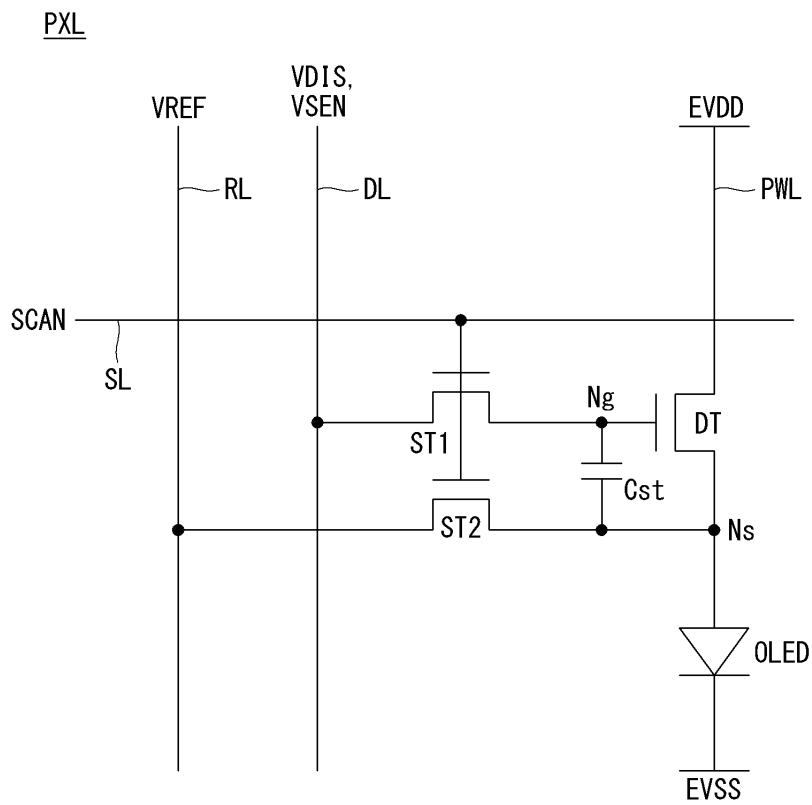 PXL
VDIS,
VREF
VSEN
EVDD
RL
DL
PWL
SCAN
SL
Ng
DT
ST1
Cst
ST2
Ns
OLED
EVSS